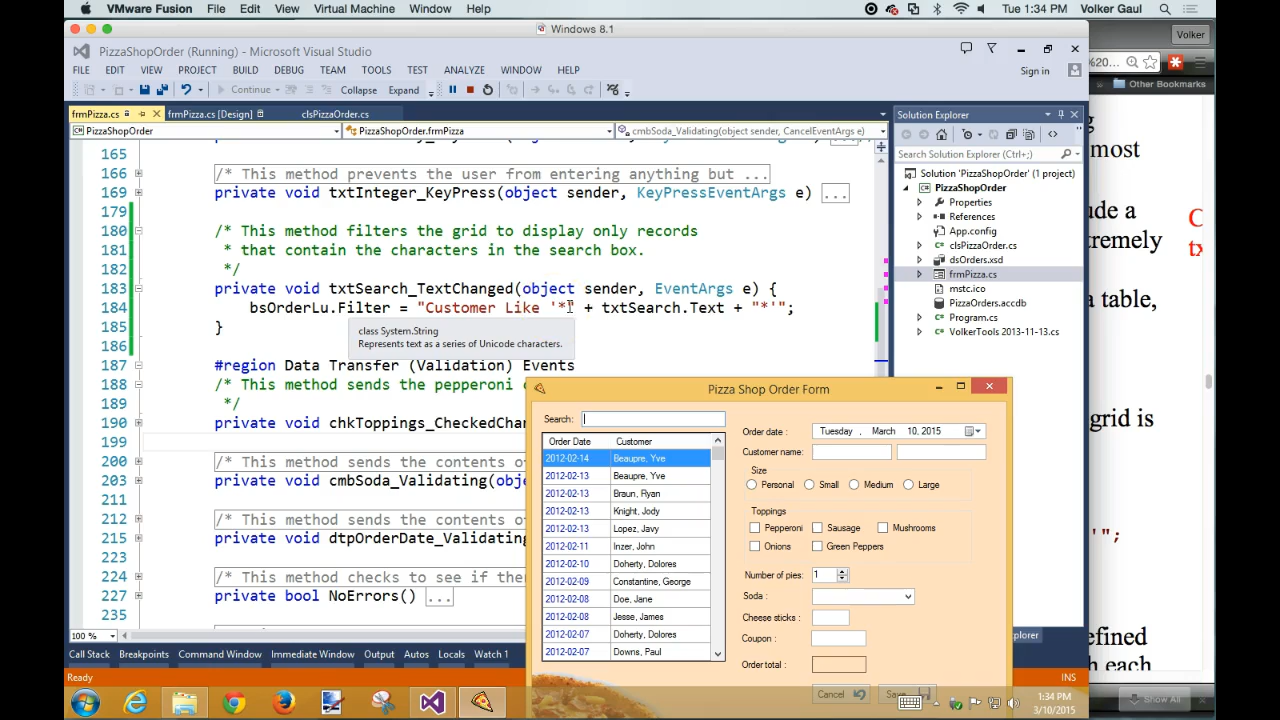 VMware Fusion File Edit View Virtual Machine Window Help Tue 1:34 PM Volker Gaul
Windows 8.1
Volker
PizzaShopOrder (Running) - Microsoft Visual Studio
FILE EDIT VIEW PROJECT BUILD DEBUG TEAM TOOLS TEST ANALYZE WINDOW HELP Sign in
%20...
Continue Collapse Expand
Other Bookmarks
frmPizza.cs frmPizza.cs [Design] clsPizzaOrder.cs
Solution Explorer
PizzaShopOrder PizzaShopOrder.frmPizza cmbSoda_Validating(object sender, CancelEventArgs e)
165
166 /* This method prevents the user from entering anything but ...
169 private void txtInteger_KeyPress(object sender, KeyPressEventArgs e) ...
179
180 /* This method filters the grid to display only records
181 * that contain the characters in the search box.
182 */
183 private void txtSearch_TextChanged(object sender, EventArgs e) {
184 bsOrderLu.Filter = "Customer Like '*" + txtSearch.Text + "*'";
185 }
class System.String
Represents text as a series of Unicode characters.
186
187 #region Data Transfer (Validation) Events
188 /* This method sends the pepperoni
189 */
190 private void chkToppings_CheckedChan
199
200 /* This method sends the contents of
203 private void cmbSoda_Validating(obje
211
212 /* This method sends the contents of
215 private void dtpOrderDate_Validating
223
224 /* This method checks to see if ther
227 private bool NoErrors() ...
235
100 %
Search Solution Explorer (Ctrl+;)
Solution 'PizzaShopOrder' (1 project)
PizzaShopOrder
Properties
References
App.config
clsPizzaOrder.cs
dsOrders.xsd
frmPizza.cs
mstc.ico
PizzaOrders.accdb
Program.cs
VolkerTools 2013-11-13.cs
most
ude a
tremely
a table,
grid is
'";
efined
h each
Pizza Shop Order Form
Search:
Order Date Customer
2012-02-14 Beaupre, Yve
2012-02-13 Beaupre, Yve
2012-02-13 Braun, Ryan
2012-02-13 Knight, Jody
2012-02-13 Lopez, Javy
2012-02-11 Inzer, John
2012-02-10 Doherty, Dolores
2012-02-09 Constantine, George
2012-02-08 Doe, Jane
2012-02-08 Jesse, James
2012-02-07 Doherty, Dolores
2012-02-07 Downs, Paul
Order date : Tuesday , March 10, 2015
Customer name:
Size
Personal Small Medium Large
Toppings
Pepperoni Sausage Mushrooms
Onions Green Peppers
Number of pies: 1
Soda :
Cheese sticks :
Coupon :
Order total :
Cancel Save
Call Stack Breakpoints Command Window Immediate Window Output Autos Locals Watch 1
xplorer
Ready INS
1:34 PM
3/10/2015
Show All